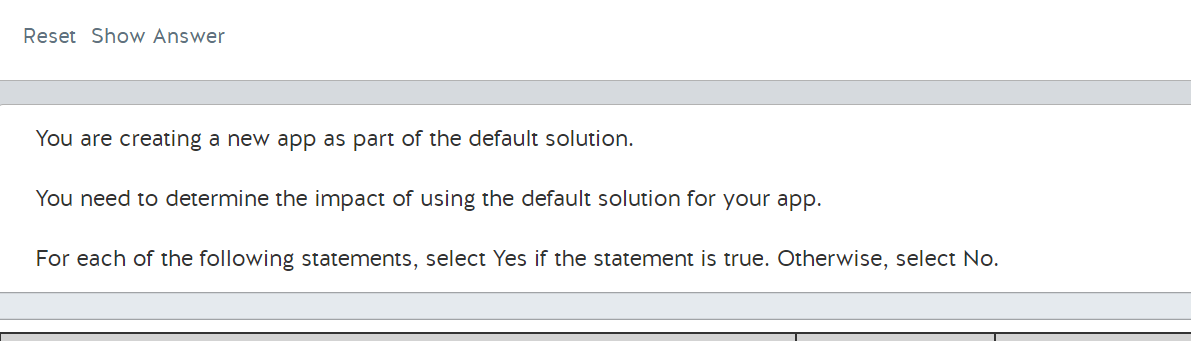 Reset Show Answer
You are creating a new app as part of the default solution.
You need to determine the impact of using the default solution for your app.
For each of the following statements, select Yes if the statement is true. Otherwise, select No.